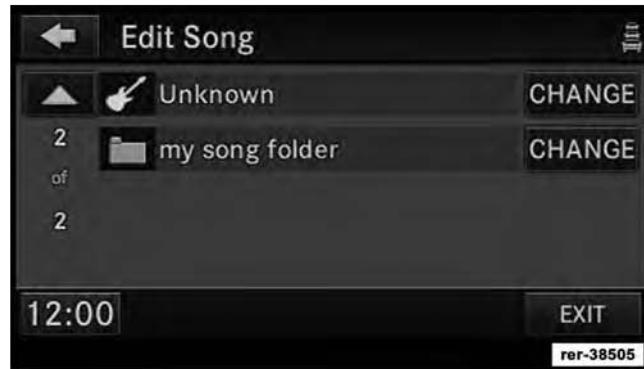 Edit Song
Unknown CHANGE
2
my song folder CHANGE
of
2
12:00 EXIT
rer-38505